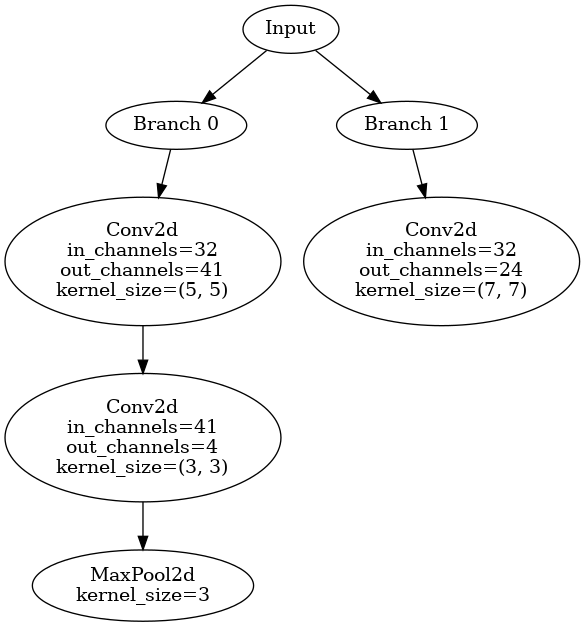 Input
Branch 0
Branch 1
Conv2d
in_channels=32
out_channels=41
kernel_size=(5, 5)
Conv2d
in_channels=32
out_channels=24
kernel_size=(7, 7)
Conv2d
in_channels=41
out_channels=4
kernel_size=(3, 3)
MaxPool2d
kernel_size=3